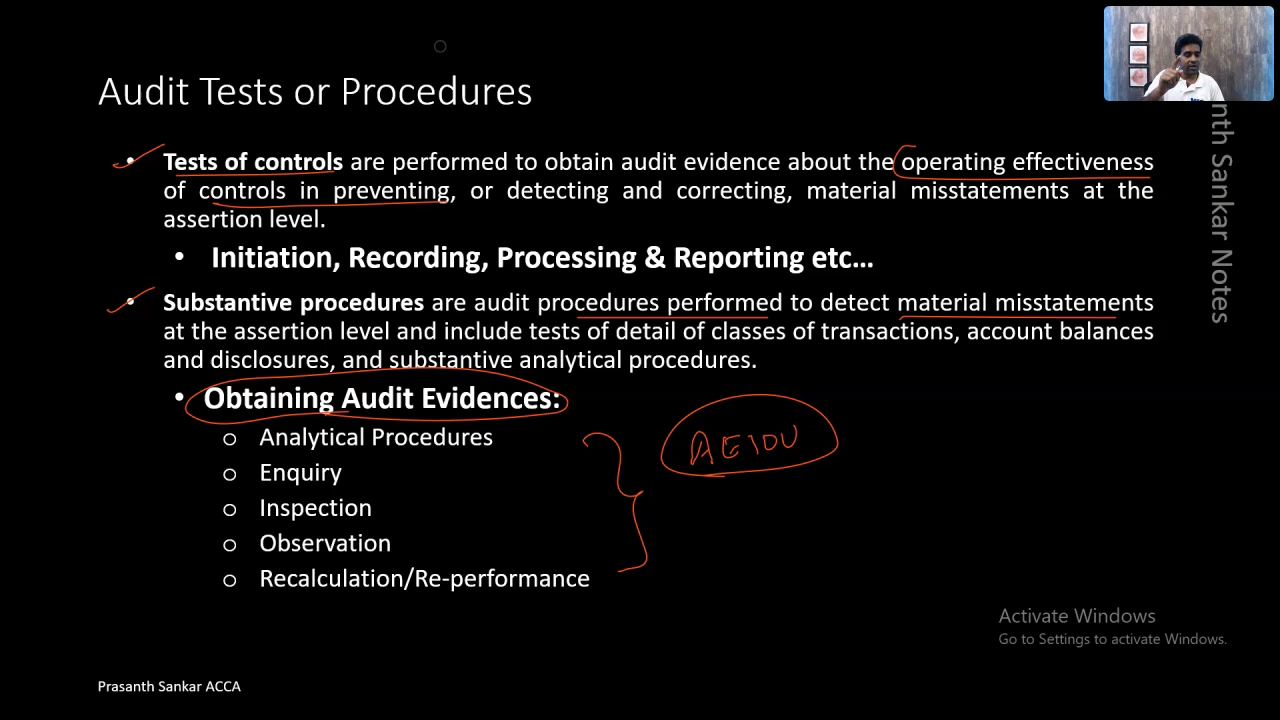 Audit Tests or Procedures
• Tests of controls are performed to obtain audit evidence about the operating effectiveness
of controls in preventing, or detecting and correcting, material misstatements at the
assertion level.
• Initiation, Recording, Processing & Reporting etc...
• Substantive procedures are audit procedures performed to detect material misstatements
at the assertion level and include tests of detail of classes of transactions, account balances
and disclosures, and substantive analytical procedures.
• Obtaining Audit Evidences:
o Analytical Procedures
o Enquiry
o Inspection
o Observation
o Recalculation/Re-performance
AEIOU
nth Sankar Notes
Activate Windows
Go to Settings to activate Windows.
Prasanth Sankar ACCA